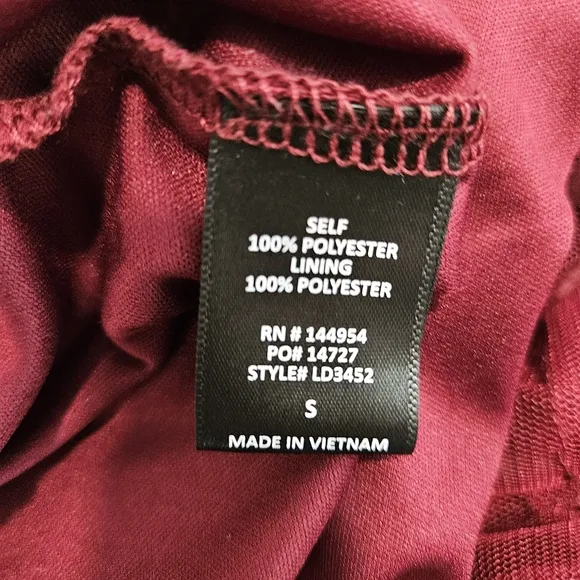 SELF
100% POLYESTER
LINING
100% POLYESTER
RN # 144954
PO# 14727
STYLE# LD3452
S
MADE IN VIETNAM